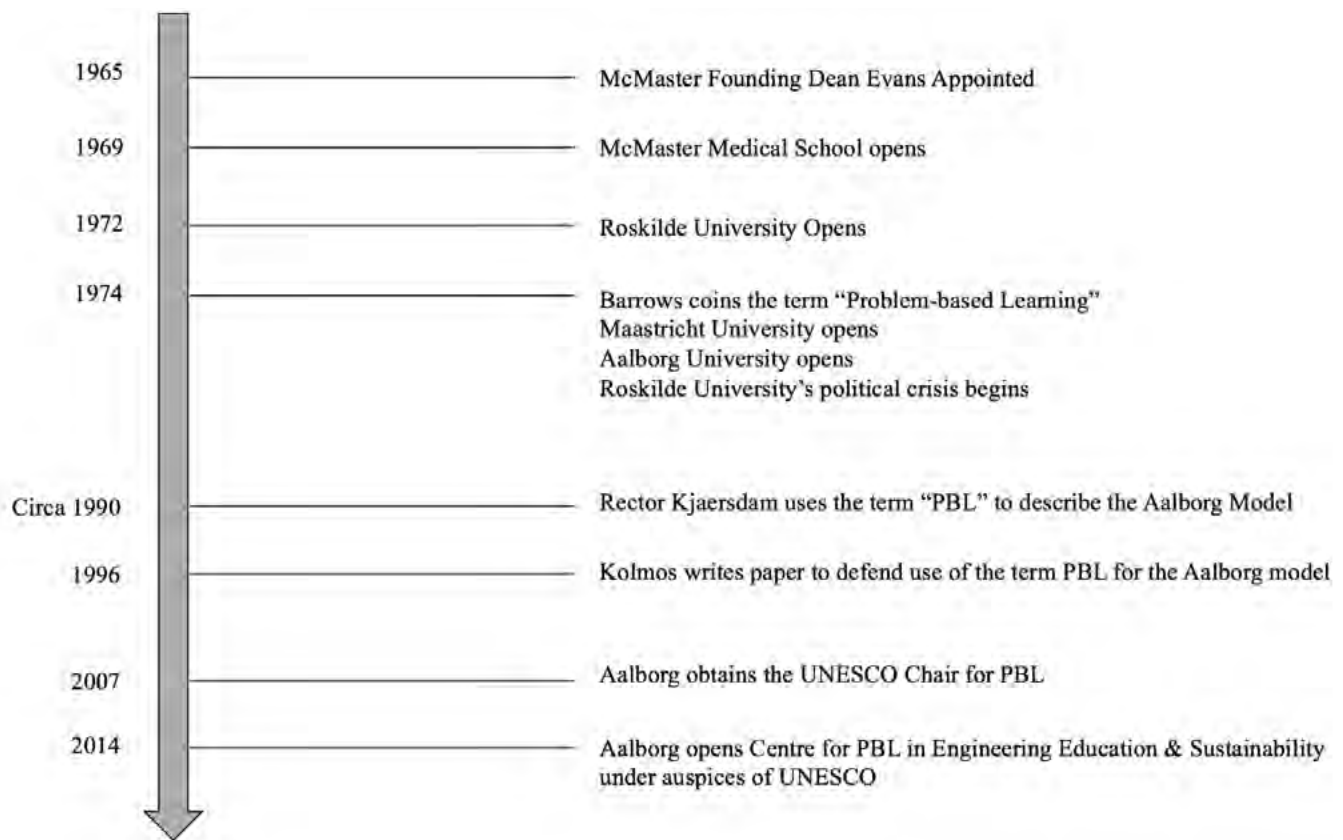 1965 McMaster Founding Dean Evans Appointed
1969 McMaster Medical School opens
1972 Roskilde University Opens
1974 Barrows coins the term “Problem-based Learning”
Maastricht University opens
Aalborg University opens
Roskilde University’s political crisis begins
Circa 1990 Rector Kjaersdam uses the term “PBL” to describe the Aalborg Model
1996 Kolmos writes paper to defend use of the term PBL for the Aalborg model
2007 Aalborg obtains the UNESCO Chair for PBL
2014 Aalborg opens Centre for PBL in Engineering Education & Sustainability
under auspices of UNESCO